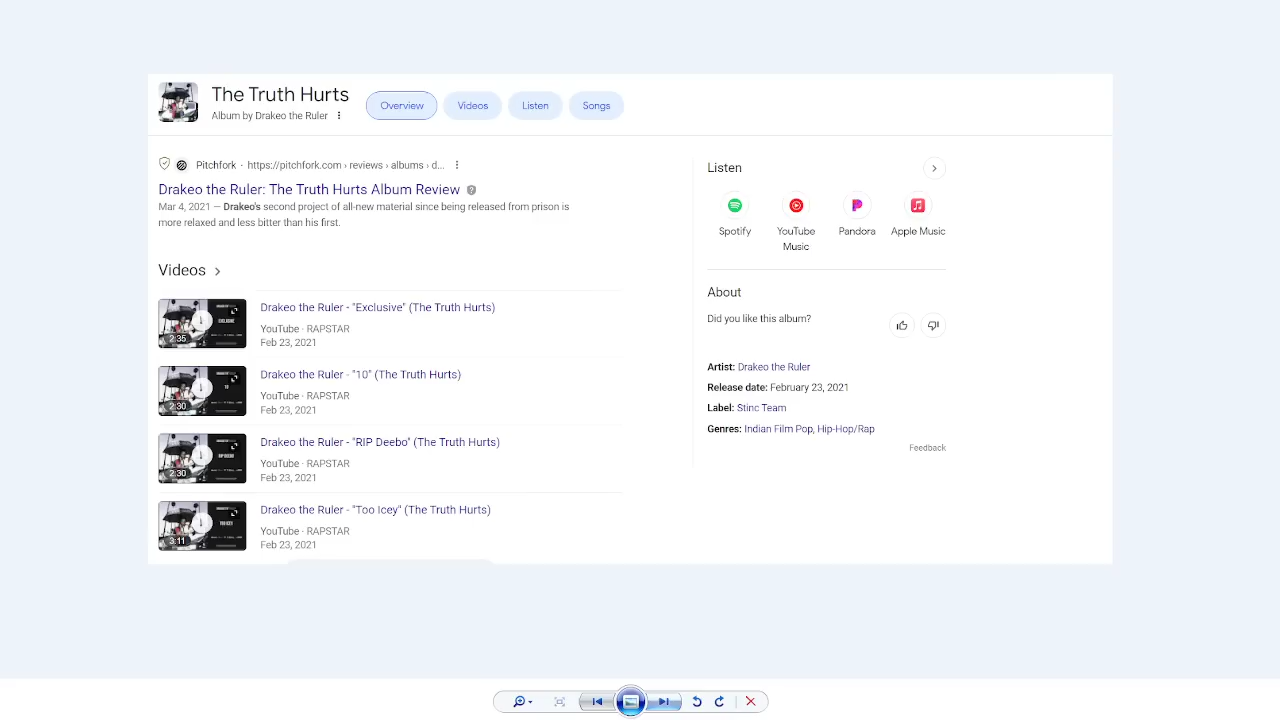 The Truth Hurts
Album by Drakeo the Ruler
Overview
Videos
Listen
Songs
Pitchfork · https://pitchfork.com › reviews › albums › d...
Drakeo the Ruler: The Truth Hurts Album Review
Mar 4, 2021 — Drakeo's second project of all-new material since being released from prison is
more relaxed and less bitter than his first.
Videos
2:35
EXCLUSIVE
Drakeo the Ruler - "Exclusive" (The Truth Hurts)
YouTube · RAPSTAR
Feb 23, 2021
2:30
10
Drakeo the Ruler - "10" (The Truth Hurts)
YouTube · RAPSTAR
Feb 23, 2021
2:30
RIP DEEBO
Drakeo the Ruler - "RIP Deebo" (The Truth Hurts)
YouTube · RAPSTAR
Feb 23, 2021
3:11
TOO ICEY
Drakeo the Ruler - "Too Icey" (The Truth Hurts)
YouTube · RAPSTAR
Feb 23, 2021
Listen
Spotify
YouTube
Music
Pandora
Apple Music
About
Did you like this album?
Artist: Drakeo the Ruler
Release date: February 23, 2021
Label: Stinc Team
Genres: Indian Film Pop, Hip-Hop/Rap
Feedback